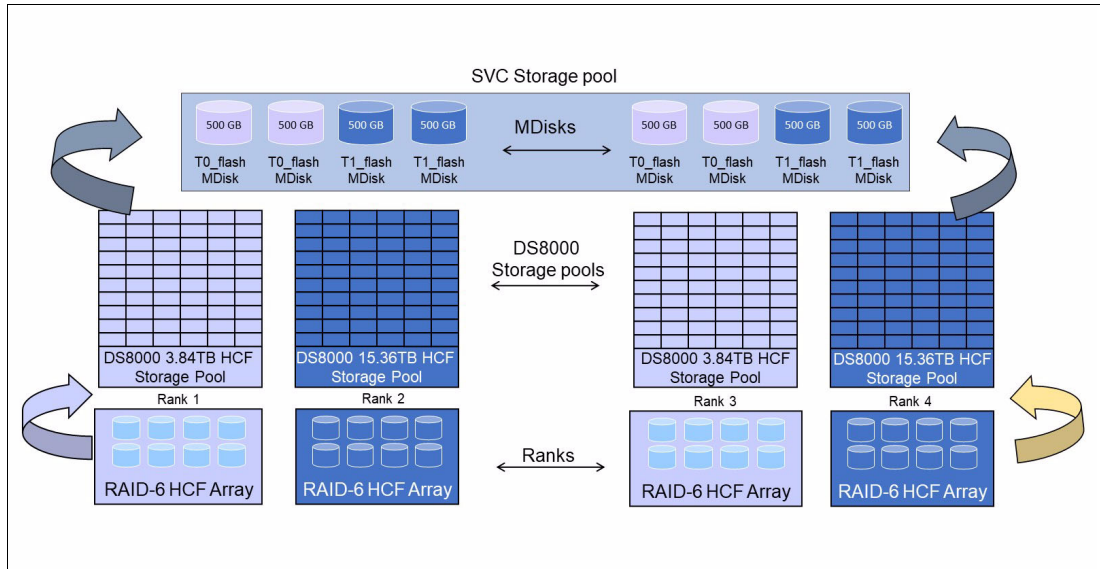 SVC Storage pool
500 GB 500 GB 500 GB 500 GB 500 GB 500 GB 500 GB 500 GB
MDisks
T0_flash T0_flash T1_flash T1_flash T0_flash T0_flash T1_flash T1_flash
MDisk MDisk MDisk MDisk MDisk MDisk MDisk MDisk
DS8000
Storage pools
DS8000 3.84TB HCF DS8000 15.36TB HCF DS8000 3.84TB HCF DS8000 15.36TB HCF
Storage Pool Storage Pool Storage Pool Storage Pool
Rank 1 Rank 2 Rank 3 Rank 4
Ranks
RAID-6 HCF Array RAID-6 HCF Array RAID-6 HCF Array RAID-6 HCF Array